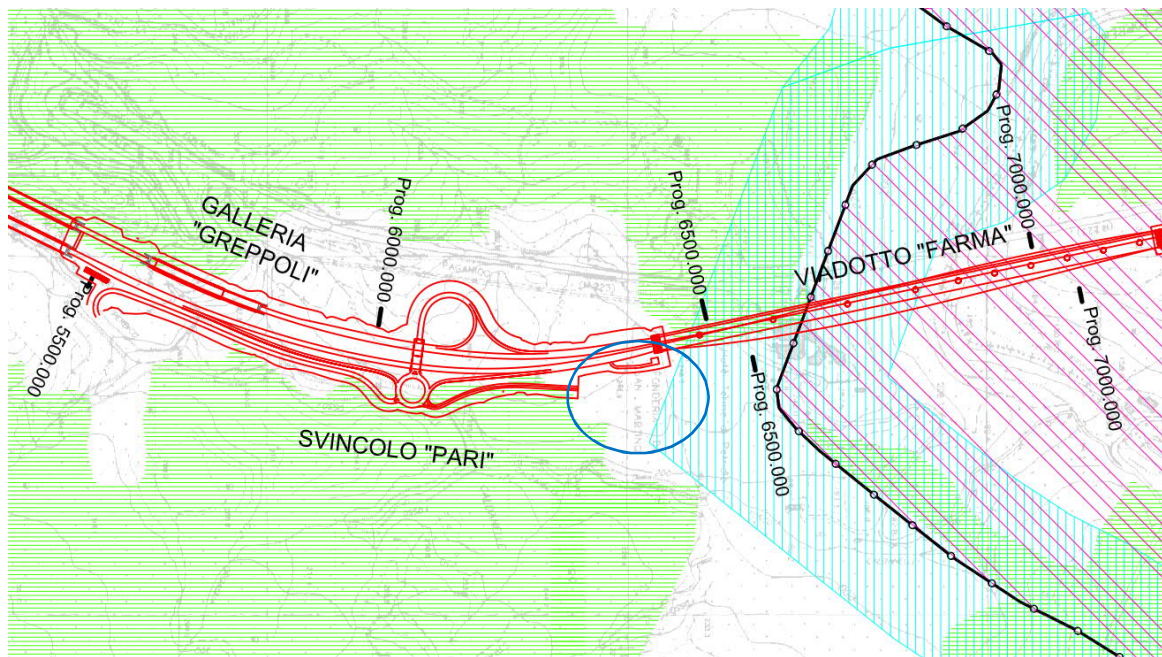 GALLERIA
"GREPPOLI"
Prog. 5500.000
Prog. 6000.000
SVINCOLO "PARI"
Prog. 6500.000
Prog. 6500.000
VIADOTTO "FARMA"
Prog. 7000.000
Prog. 7000.000